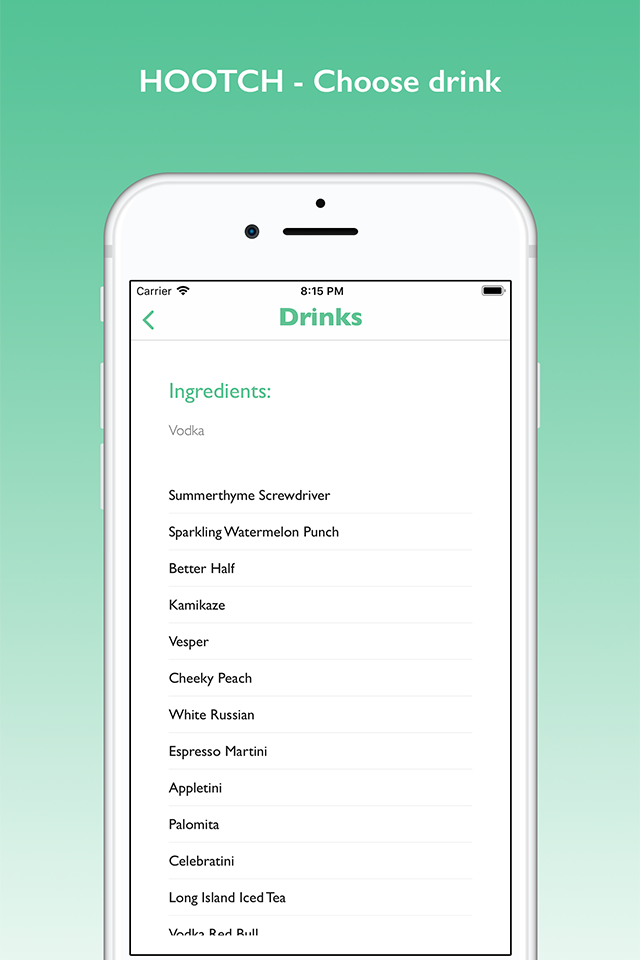 HOOTCH - Choose drink
Carrier 8:15 PM
Drinks
Ingredients:
Vodka
Summerthyme Screwdriver
Sparkling Watermelon Punch
Better Half
Kamikaze
Vesper
Cheeky Peach
White Russian
Espresso Martini
Appletini
Palomita
Celebratini
Long Island Iced Tea
Vodka Red Bull